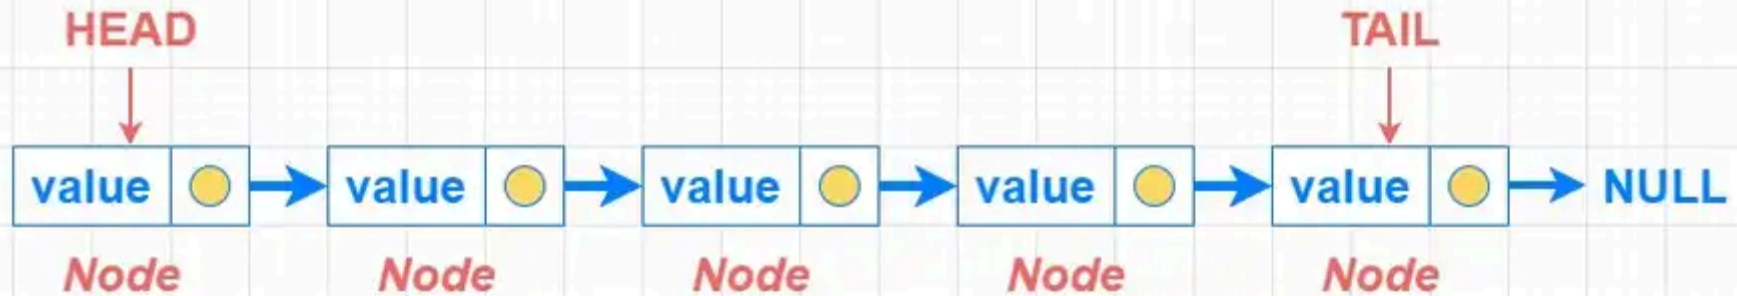 HEAD TAIL
value value value value value NULL
Node Node Node Node Node